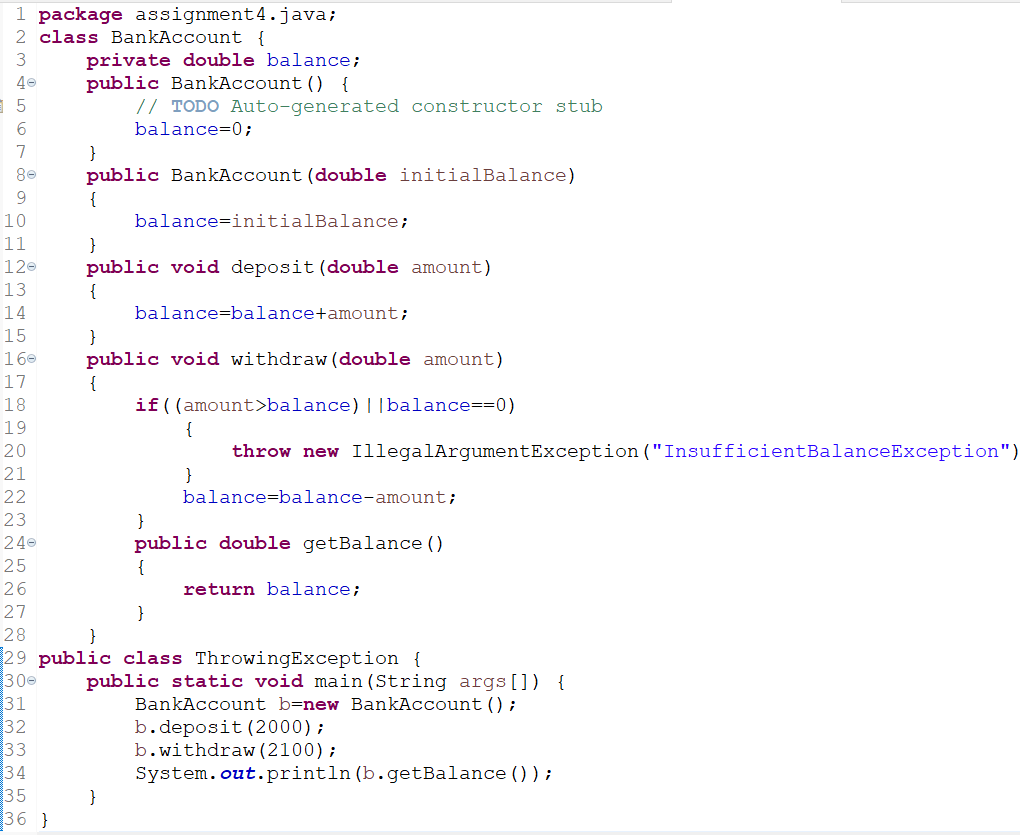 1 package assignment4.java;
2 class BankAccount {
3     private double balance;
4     public BankAccount() {
5         // TODO Auto-generated constructor stub
6         balance=0;
7     }
8     public BankAccount(double initialBalance)
9     {
10         balance=initialBalance;
11     }
12     public void deposit(double amount)
13     {
14         balance=balance+amount;
15     }
16     public void withdraw(double amount)
17     {
18         if((amount>balance)||balance==0)
19             {
20                 throw new IllegalArgumentException("InsufficientBalanceException")
21             }
22             balance=balance-amount;
23         }
24         public double getBalance()
25         {
26             return balance;
27         }
28     }
29 public class ThrowingException {
30     public static void main(String args[]) {
31         BankAccount b=new BankAccount();
32         b.deposit(2000);
33         b.withdraw(2100);
34         System.out.println(b.getBalance());
35     }
36 }